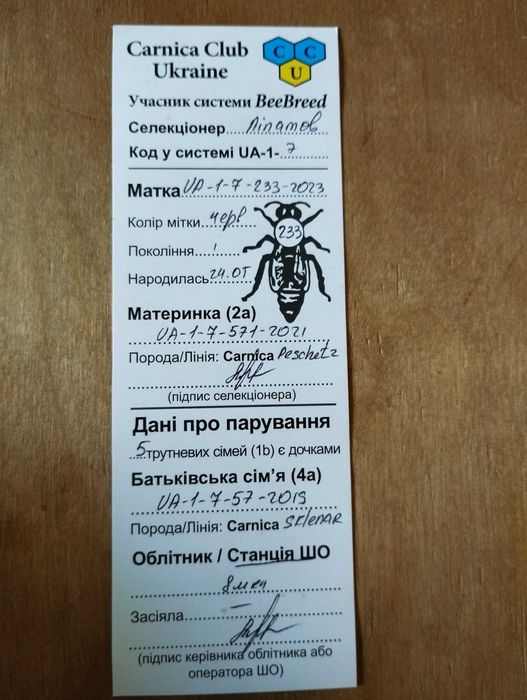 Carnica Club
Ukraine
C C
U
Учасник системи BeeBreed
Селекціонер Ліпатов
Код у системі UA-1- 7
Матка UA-1-7-233-2023
Колір мітки черв
233
Покоління 1
Народилась 24.07
Материнка (2а)
UA-1-7-571-2021
Порода/Лінія: Carnica Peschetz
(підпис селекціонера)
Дані про парування
5 трутневих сімей (1b) є дочками
Батьківська сім'я (4а)
UA-1-7-57-2019
Порода/Лінія: Carnica Sklenar
Облітник / Станція ШО
8мкл
Засіяла –
(підпис керівника облітника або
оператора ШО)